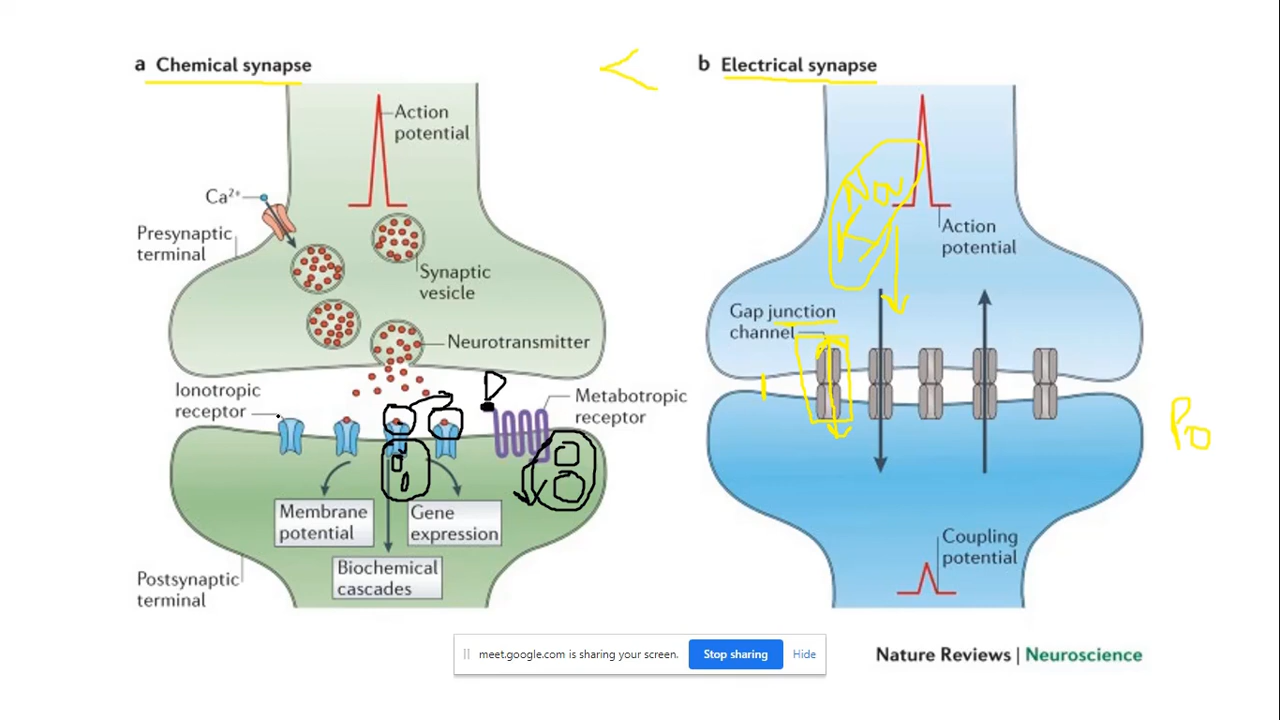 a Chemical synapse
Action
potential
Ca²⁺
Presynaptic
terminal
Synaptic
vesicle
Neurotransmitter
Ionotropic
receptor
Metabotropic
receptor
Membrane
potential
Gene
expression
Biochemical
cascades
Postsynaptic
terminal
b Electrical synapse
Na
Action
potential
Gap junction
channel
Coupling
potential
meet.google.com is sharing your screen.
Stop sharing
Hide
Nature Reviews | Neuroscience